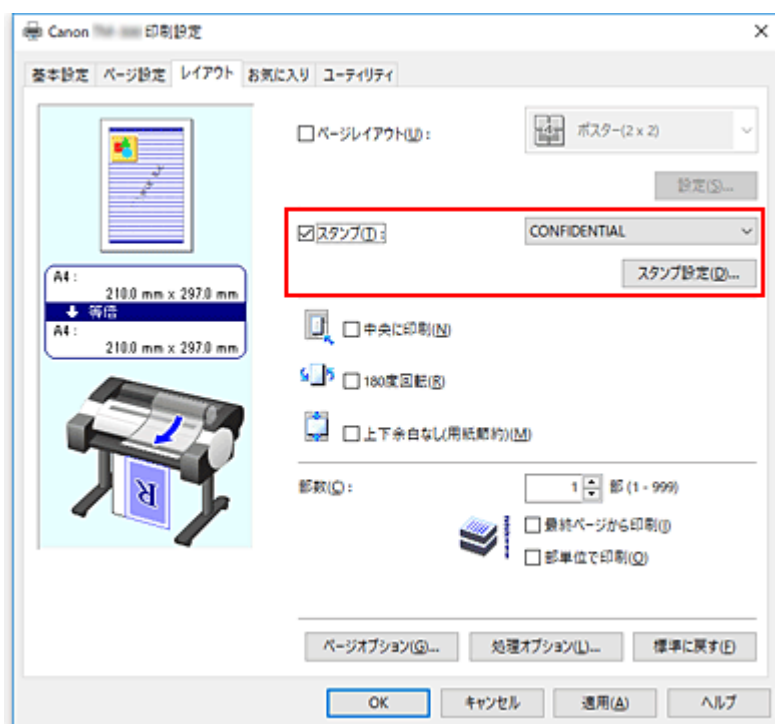 Canon 印刷設定
基本設定 ページ設定 レイアウト お気に入り ユーティリティ
ページレイアウト(U):
ポスター(2 x 2)
設定(S)...
スタンプ(T):
CONFIDENTIAL
スタンプ設定(D)...
A4 :
210.0 mm x 297.0 mm
等倍
A4 :
210.0 mm x 297.0 mm
中央に印刷(N)
180度回転(R)
上下余白なし(用紙節約)(M)
部数(C):
1 部 (1 - 999)
最終ページから印刷(I)
部単位で印刷(O)
ページオプション(G)... 処理オプション(L)... 標準に戻す(F)
OK キャンセル 適用(A) ヘルプ